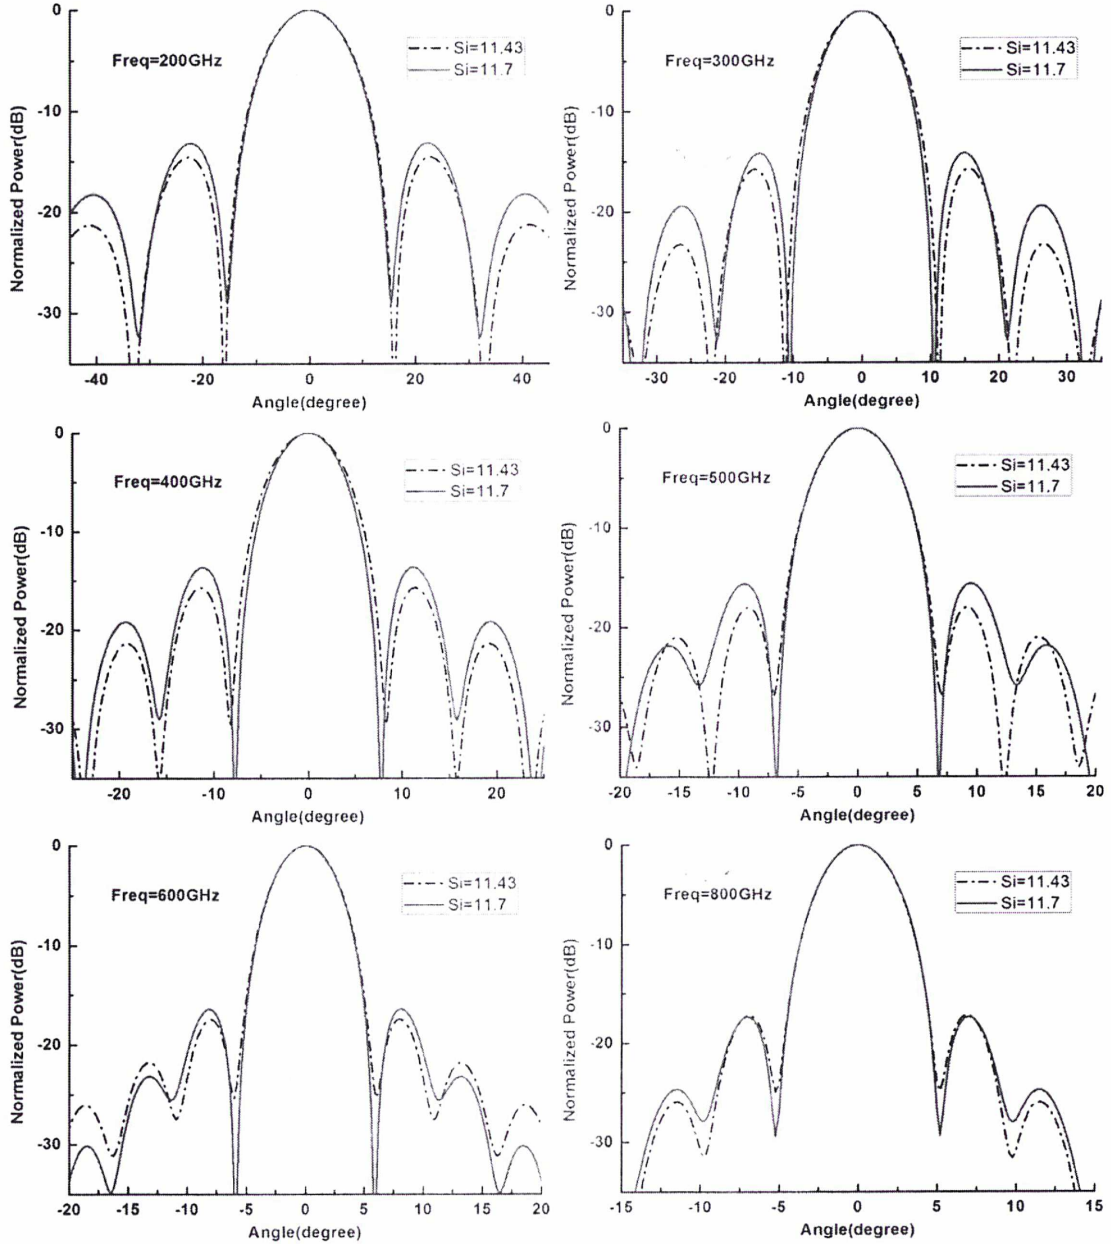 Freq=200GHz
Si=11.43
Si=11.7
Normalized Power(dB)
0
-10
-20
-30
-40
-20
0
20
40
Angle(degree)
Freq=300GHz
Si=11.43
Si=11.7
Normalized Power(dB)
0
-10
-20
-30
-30
-20
-10
0
10
20
30
Angle(degree)
Freq=400GHz
Si=11.43
Si=11.7
Normalized Power(dB)
0
-10
-20
-30
-20
-10
0
10
20
Angle(degree)
Freq=500GHz
Si=11.43
Si=11.7
Normalized Power(dB)
0
-10
-20
-30
-20
-15
-10
-5
0
5
10
15
20
Angle(degree)
Freq=600GHz
Si=11.43
Si=11.7
Normalized Power(dB)
0
-10
-20
-30
-20
-15
-10
-5
0
5
10
15
20
Angle(degree)
Freq=800GHz
Si=11.43
Si=11.7
Normalized Power(dB)
0
-10
-20
-30
-15
-10
-5
0
5
10
15
Angle(degree)